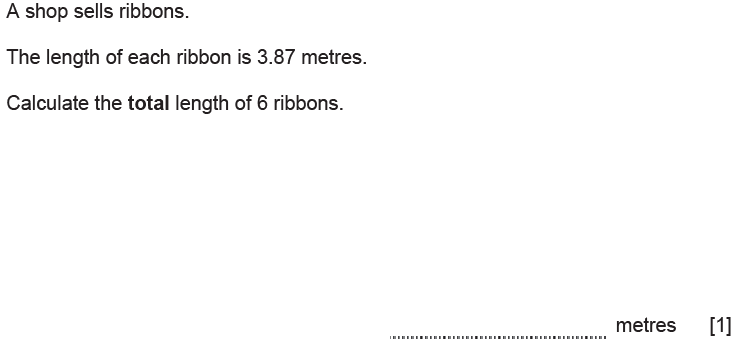 A shop sells ribbons.
The length of each ribbon is 3.87 metres.
Calculate the total length of 6 ribbons.
metres [1]